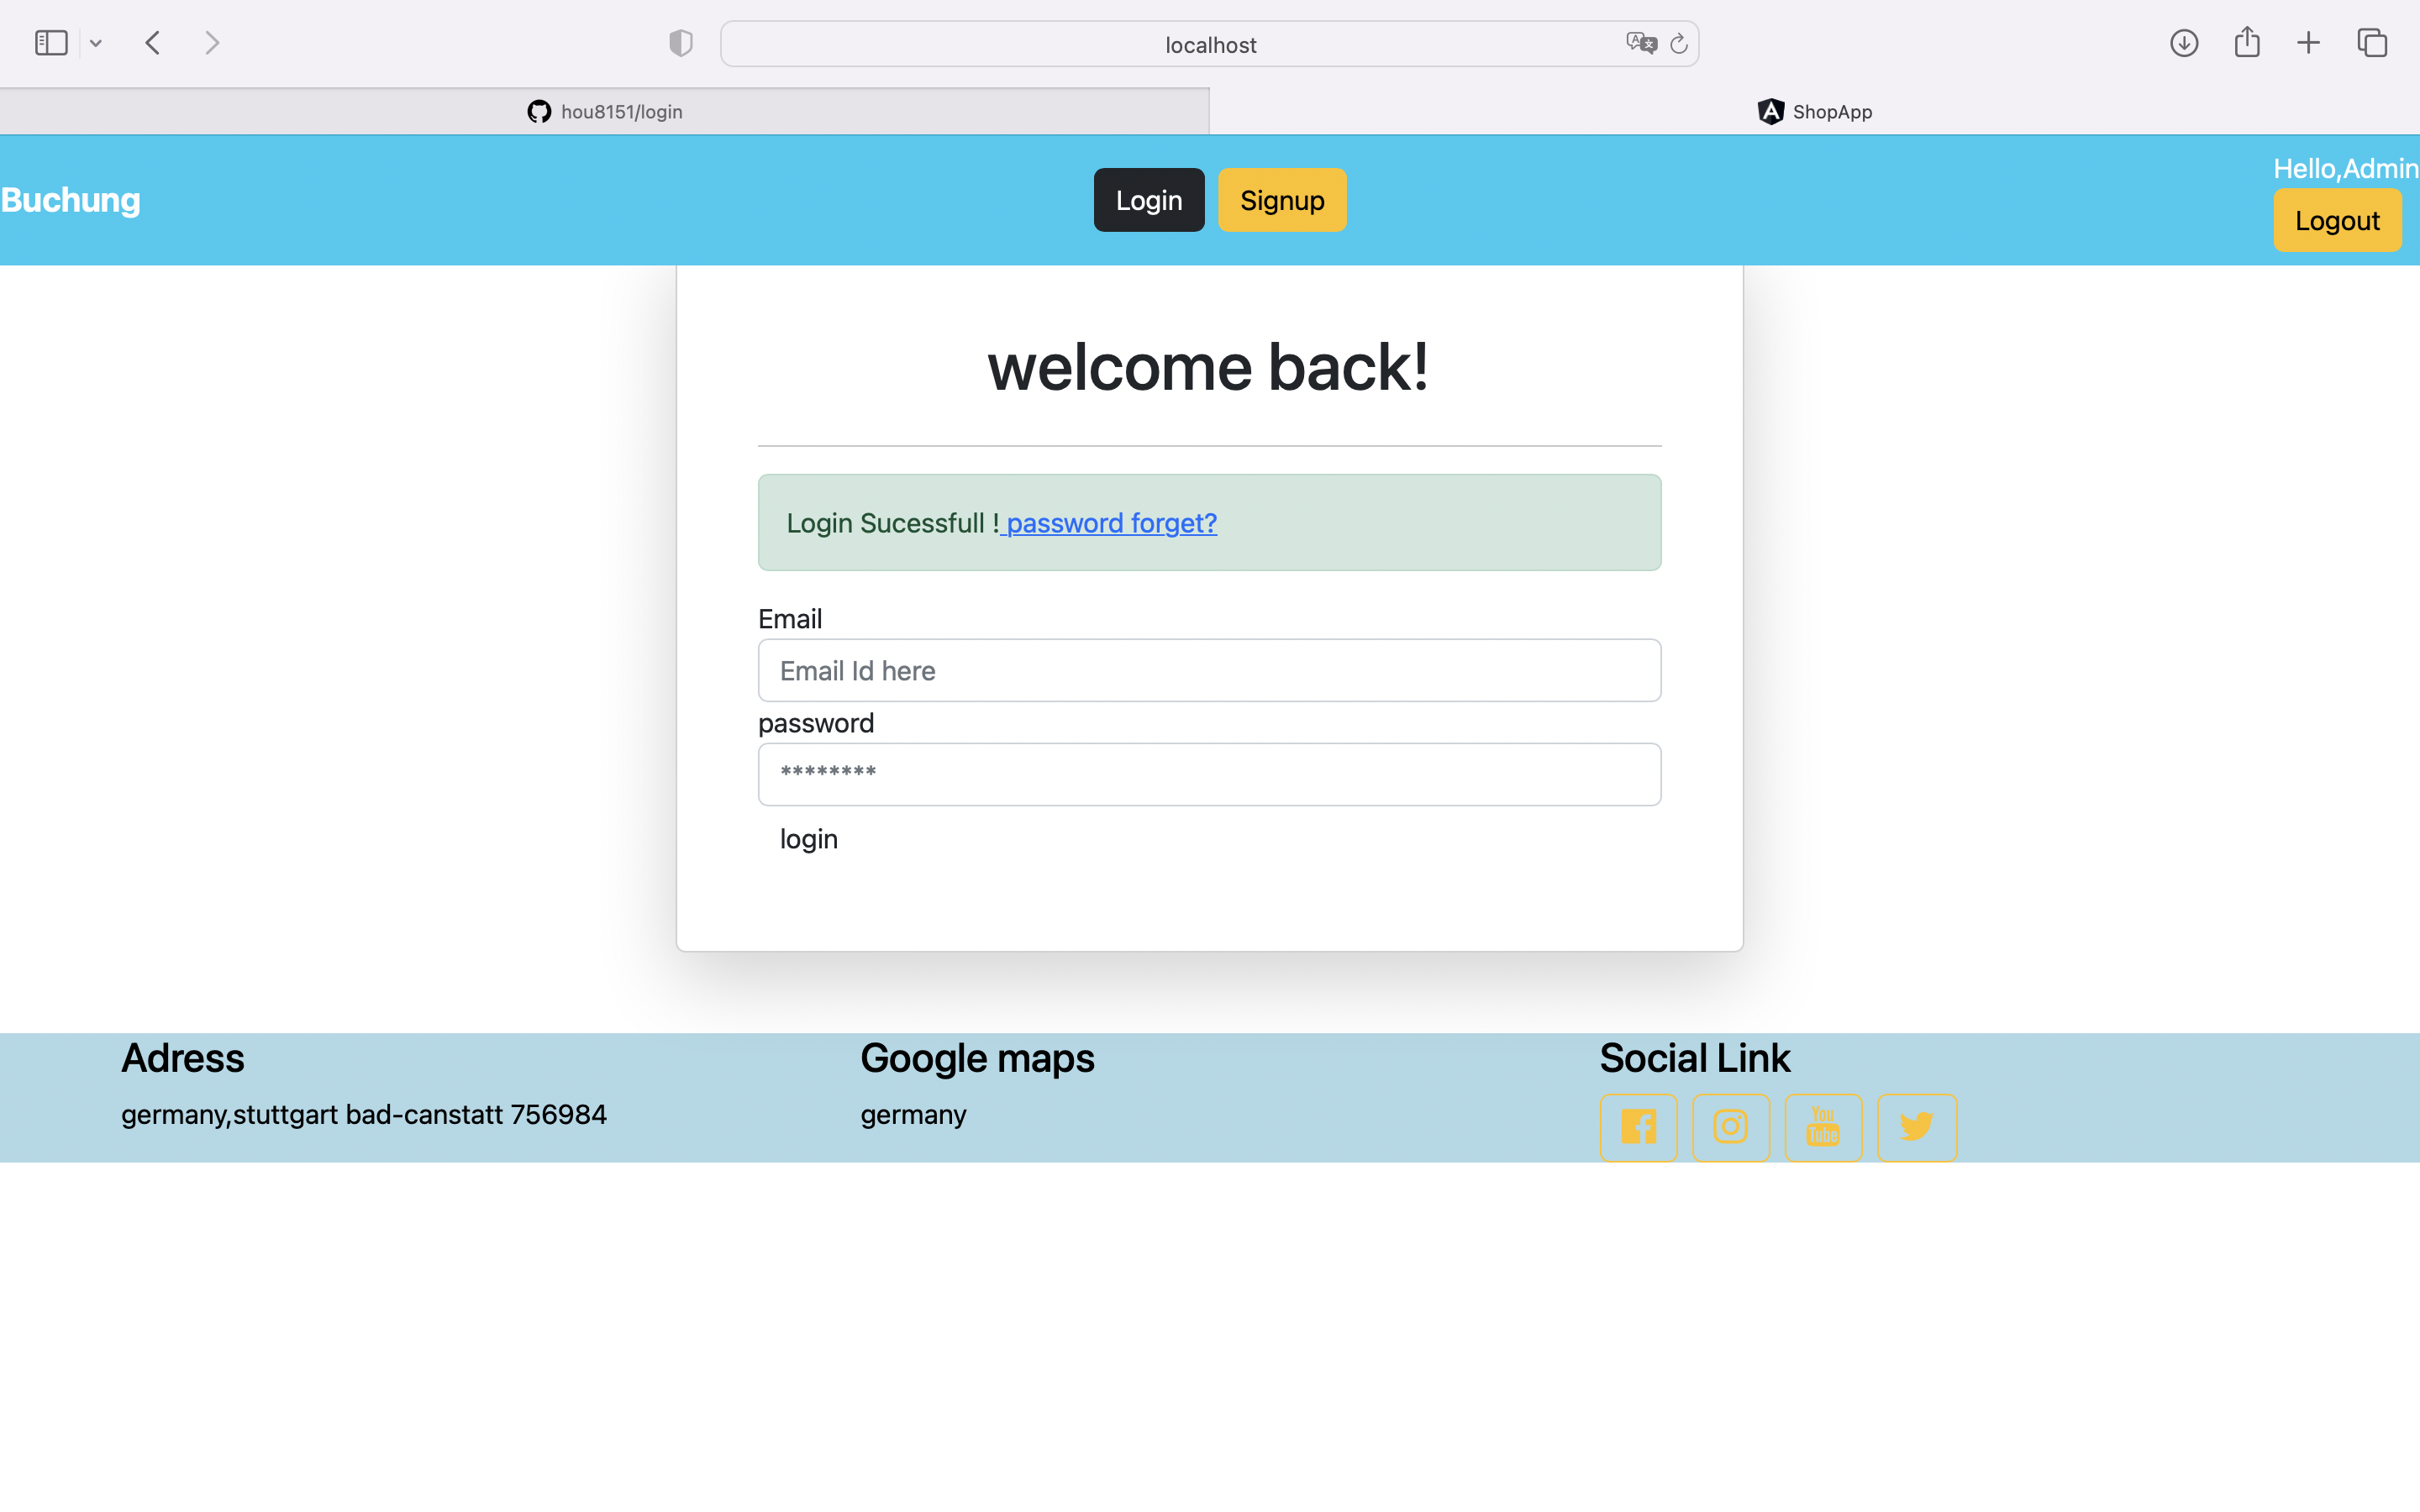 localhost
hou8151/login
ShopApp
Buchung
Login
Signup
Hello,Admin
Logout
welcome back!
Login Sucessfull ! password forget?
Email
Email Id here
password
********
login
Adress
Google maps
Social Link
germany,stuttgart bad-canstatt 756984
germany
You
Tube